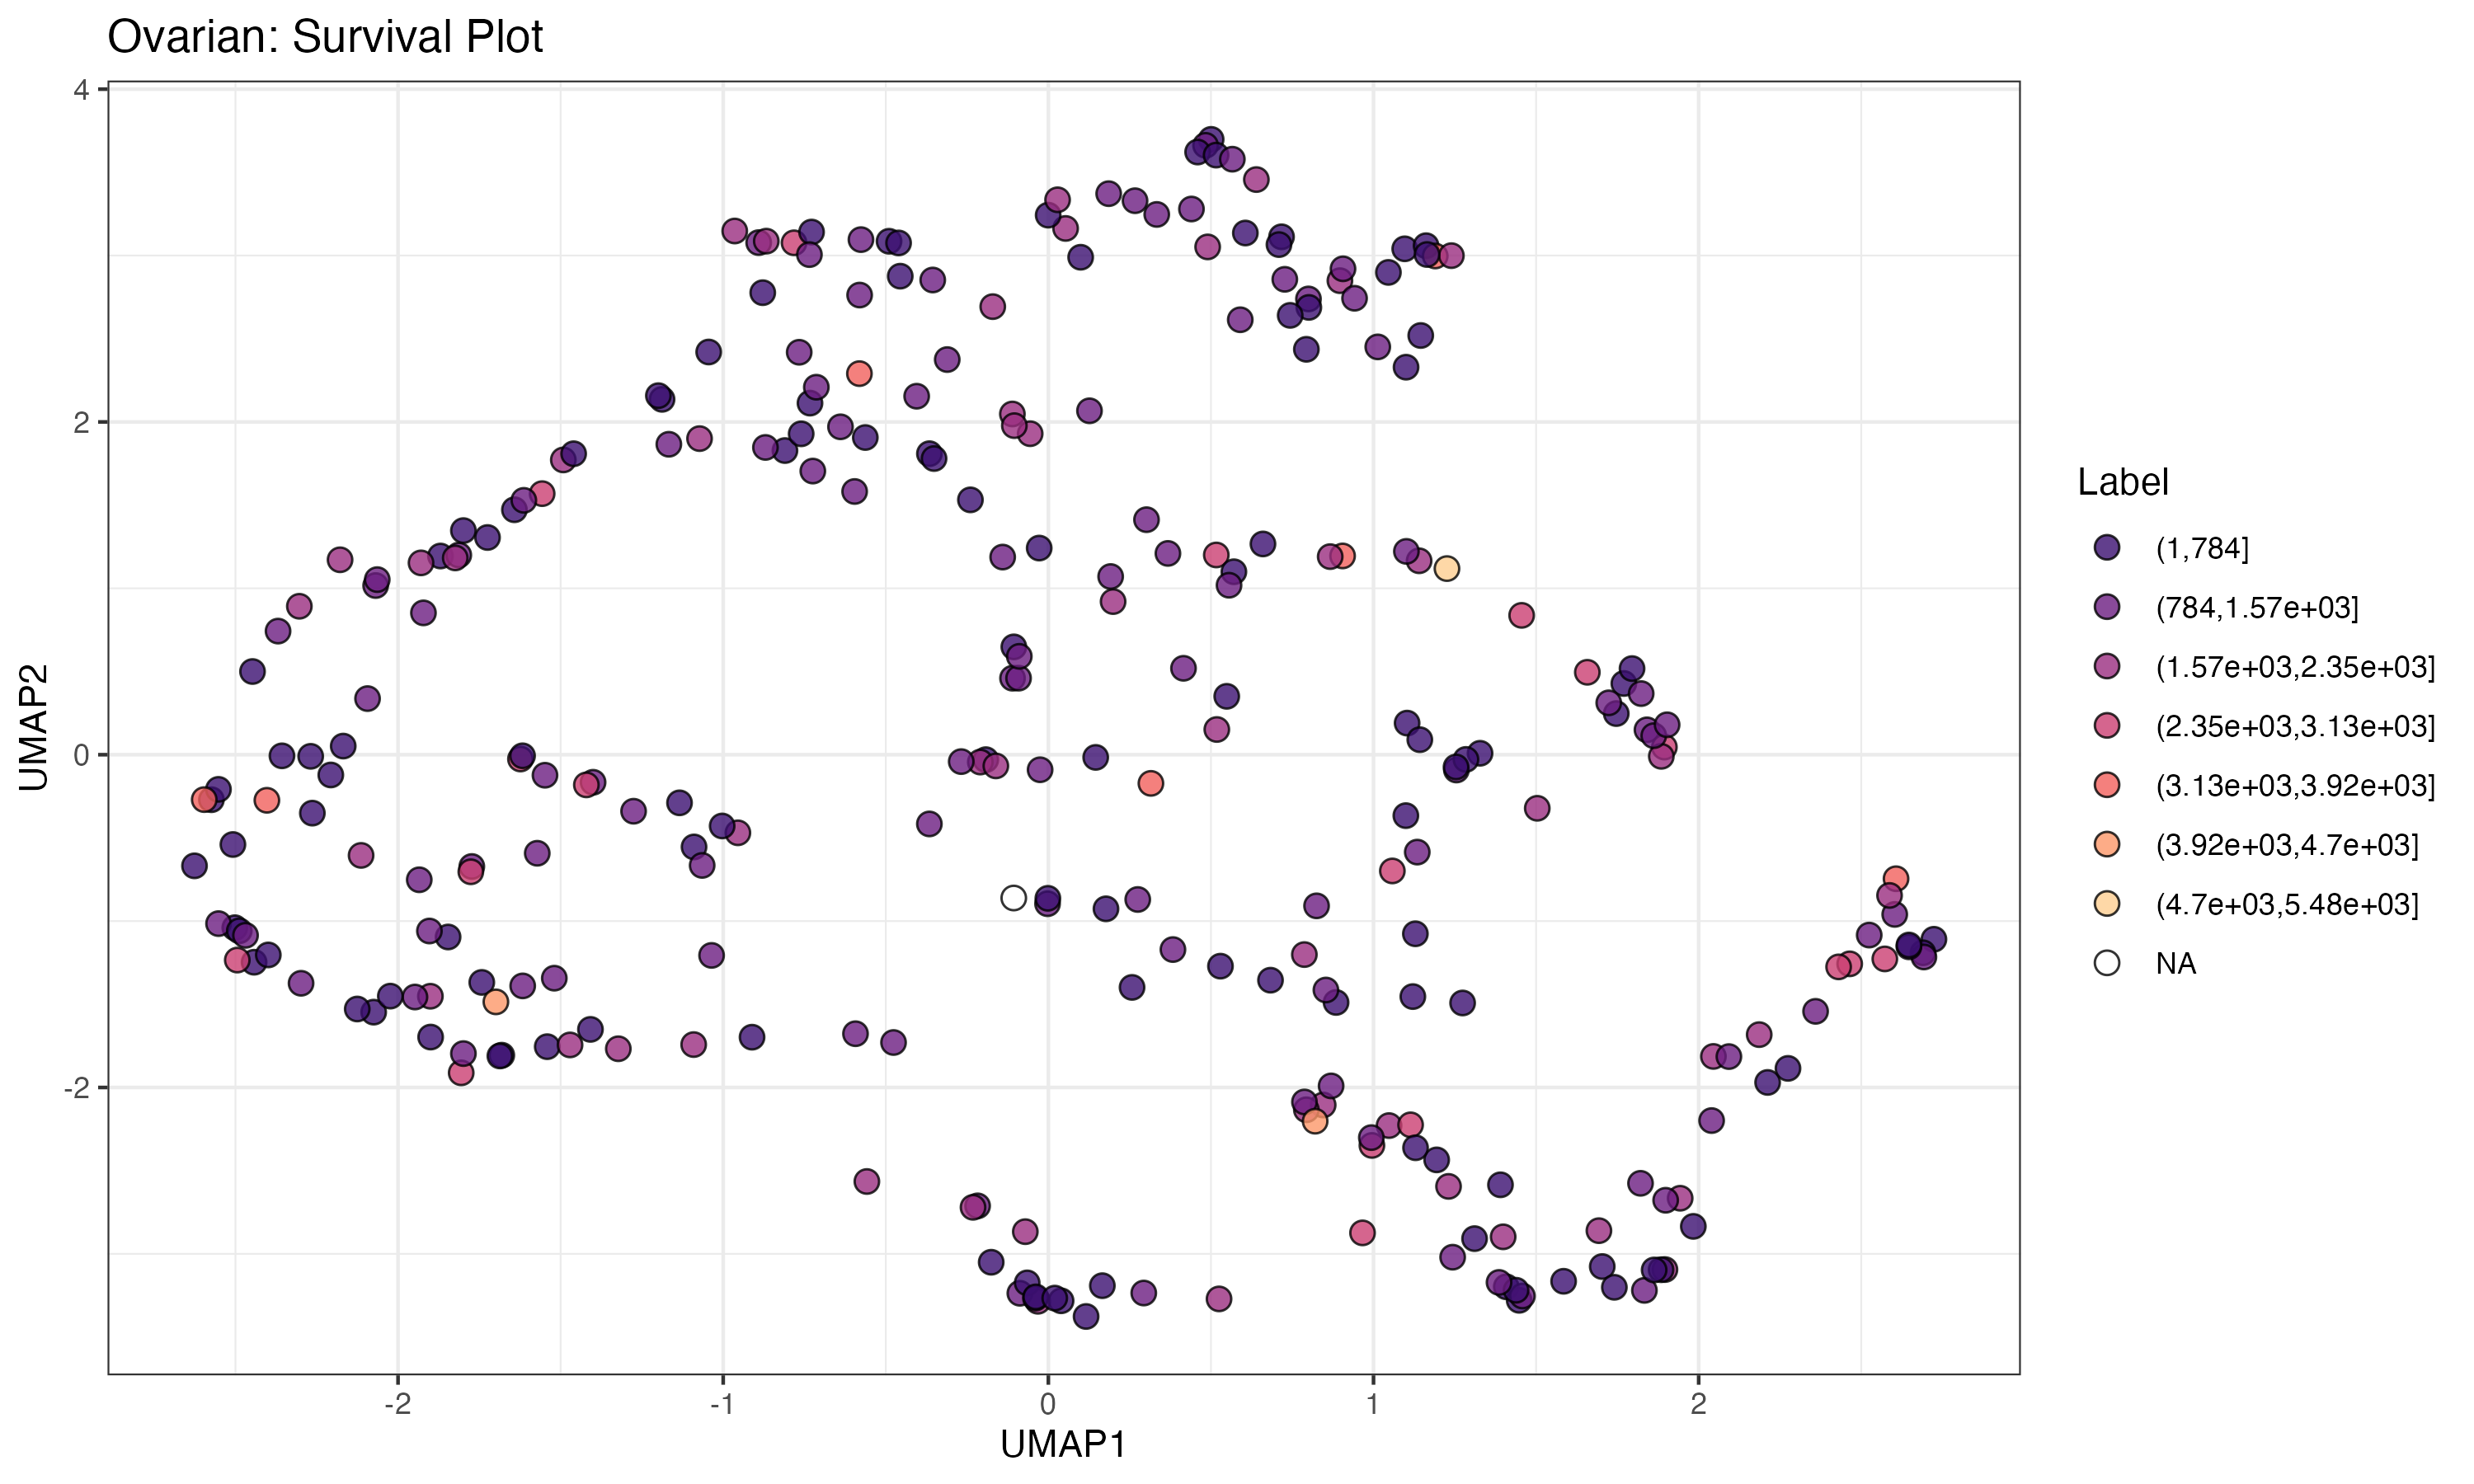 Ovarian: Survival Plot
4
2
0
-2
UMAP2
-2
-1
0
1
2
UMAP1
Label
(1,784]
(784,1.57e+03]
(1.57e+03,2.35e+03]
(2.35e+03,3.13e+03]
(3.13e+03,3.92e+03]
(3.92e+03,4.7e+03]
(4.7e+03,5.48e+03]
NA